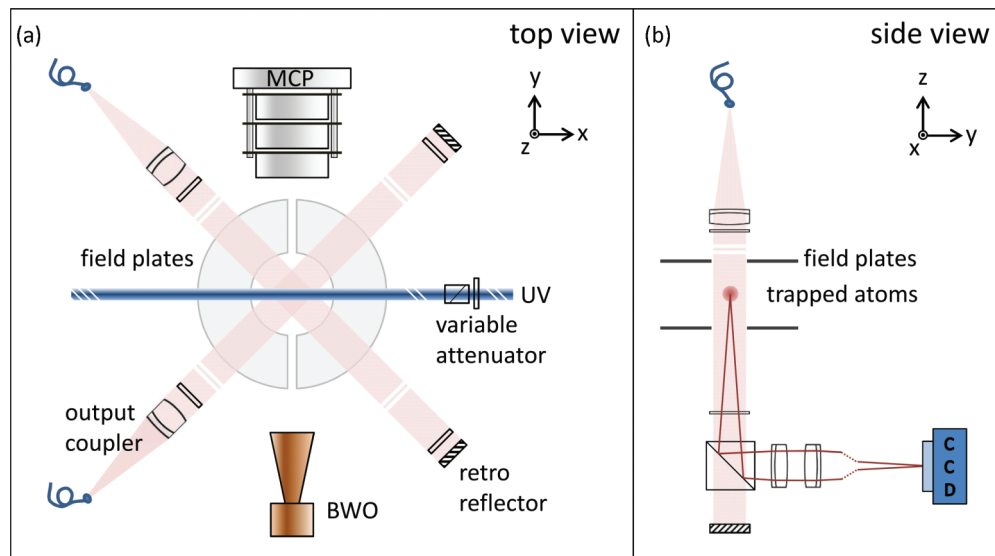 (a)
top view
MCP
y
x
z
field plates
UV
variable
attenuator
output
coupler
retro
reflector
BWO
(b)
side view
z
x
y
field plates
trapped atoms
C
C
D